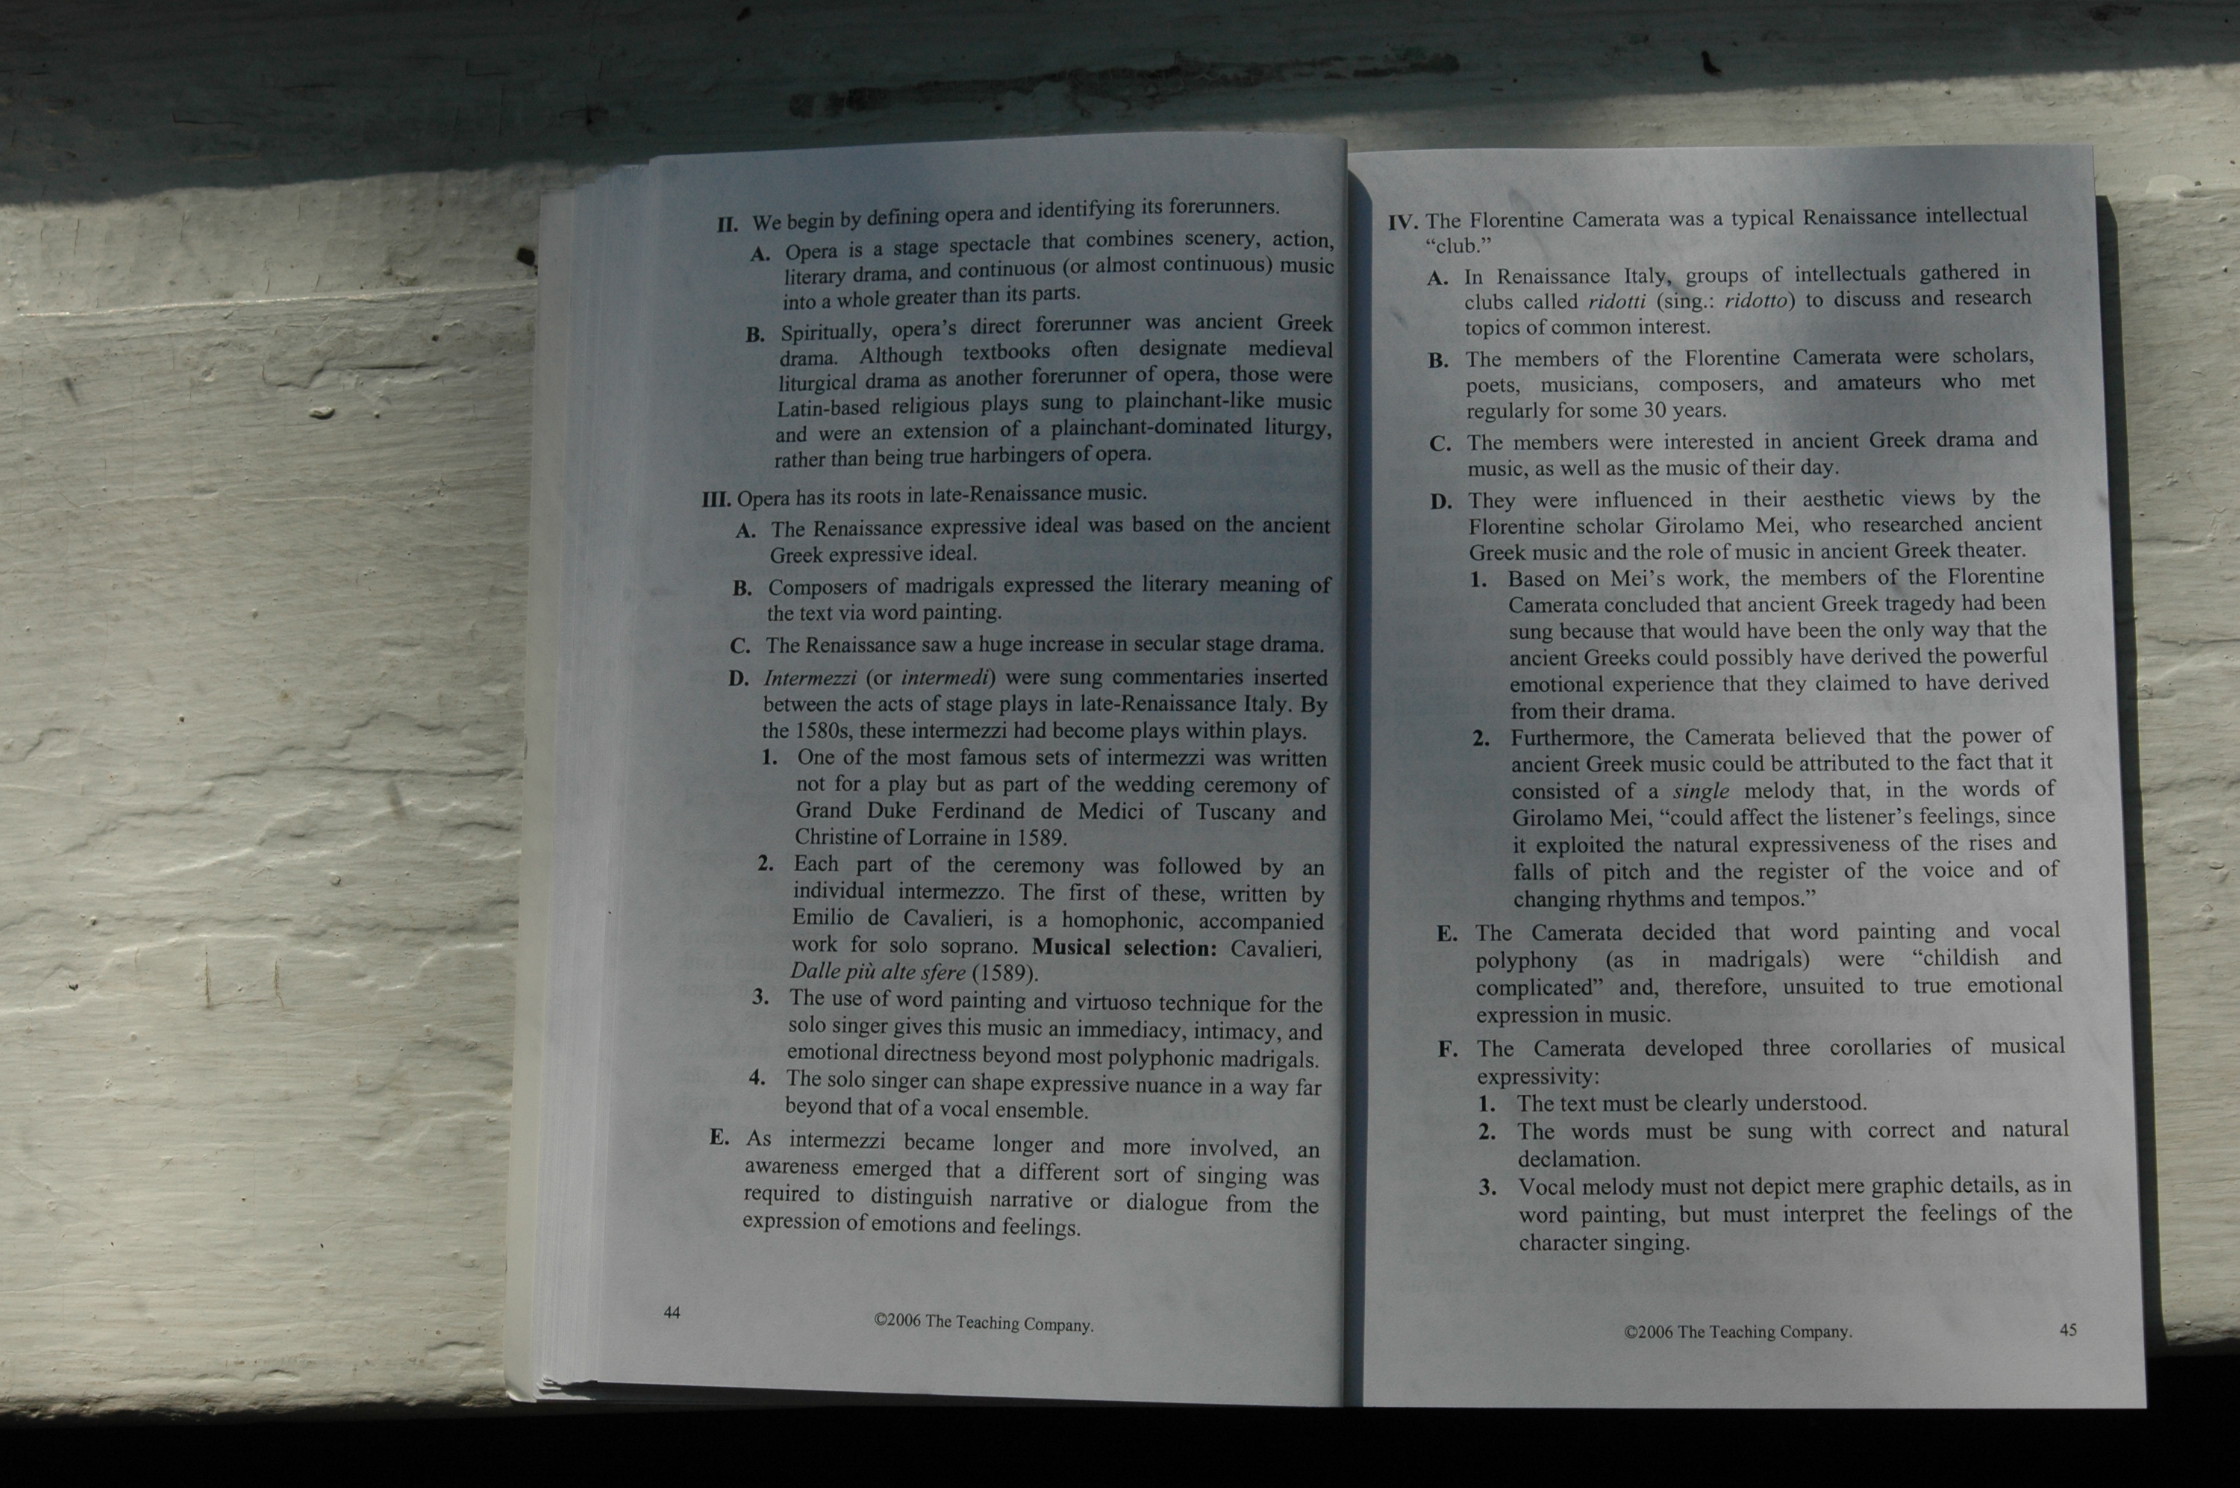 II. We begin by defining opera and identifying its forerunners.
A. Opera is a stage spectacle that combines scenery, action,
literary drama, and continuous (or almost continuous) music
into a whole greater than its parts.
B. Spiritually, opera's direct forerunner was ancient Greek
drama. Although textbooks often designate medieval
liturgical drama as another forerunner of opera, those were
Latin-based religious plays sung to plainchant-like music
and were an extension of a plainchant-dominated liturgy,
rather than being true harbingers of opera.
III. Opera has its roots in late-Renaissance music.
A. The Renaissance expressive ideal was based on the ancient
Greek expressive ideal.
B. Composers of madrigals expressed the literary meaning of
the text via word painting.
C. The Renaissance saw a huge increase in secular stage drama.
D. Intermezzi (or intermedi) were sung commentaries inserted
between the acts of stage plays in late-Renaissance Italy. By
the 1580s, these intermezzi had become plays within plays.
1. One of the most famous sets of intermezzi was written
not for a play but as part of the wedding ceremony of
Grand Duke Ferdinand de Medici of Tuscany and
Christine of Lorraine in 1589.
2. Each part of the ceremony was followed by an
individual intermezzo. The first of these, written by
Emilio de Cavalieri, is a homophonic, accompanied
work for solo soprano. Musical selection: Cavalieri,
Dalle più alte sfere (1589).
3. The use of word painting and virtuoso technique for the
solo singer gives this music an immediacy, intimacy, and
emotional directness beyond most polyphonic madrigals.
4. The solo singer can shape expressive nuance in a way far
beyond that of a vocal ensemble.
E. As intermezzi became longer and more involved, an
awareness emerged that a different sort of singing was
required to distinguish narrative or dialogue from the
expression of emotions and feelings.
44
©2006 The Teaching Company.
IV. The Florentine Camerata was a typical Renaissance intellectual
“club.”
A. In Renaissance Italy, groups of intellectuals gathered in
clubs called ridotti (sing.: ridotto) to discuss and research
topics of common interest.
B. The members of the Florentine Camerata were scholars,
poets, musicians, composers, and amateurs who met
regularly for some 30 years.
C. The members were interested in ancient Greek drama and
music, as well as the music of their day.
D. They were influenced in their aesthetic views by the
Florentine scholar Girolamo Mei, who researched ancient
Greek music and the role of music in ancient Greek theater.
1. Based on Mei's work, the members of the Florentine
Camerata concluded that ancient Greek tragedy had been
sung because that would have been the only way that the
ancient Greeks could possibly have derived the powerful
emotional experience that they claimed to have derived
from their drama.
2. Furthermore, the Camerata believed that the power of
ancient Greek music could be attributed to the fact that it
consisted of a single melody that, in the words of
Girolamo Mei, “could affect the listener's feelings, since
it exploited the natural expressiveness of the rises and
falls of pitch and the register of the voice and of
changing rhythms and tempos.”
E. The Camerata decided that word painting and vocal
polyphony (as in madrigals) were “childish and
complicated” and, therefore, unsuited to true emotional
expression in music.
F. The Camerata developed three corollaries of musical
expressivity:
1. The text must be clearly understood.
2. The words must be sung with correct and natural
declamation.
3. Vocal melody must not depict mere graphic details, as in
word painting, but must interpret the feelings of the
character singing.
©2006 The Teaching Company.
45